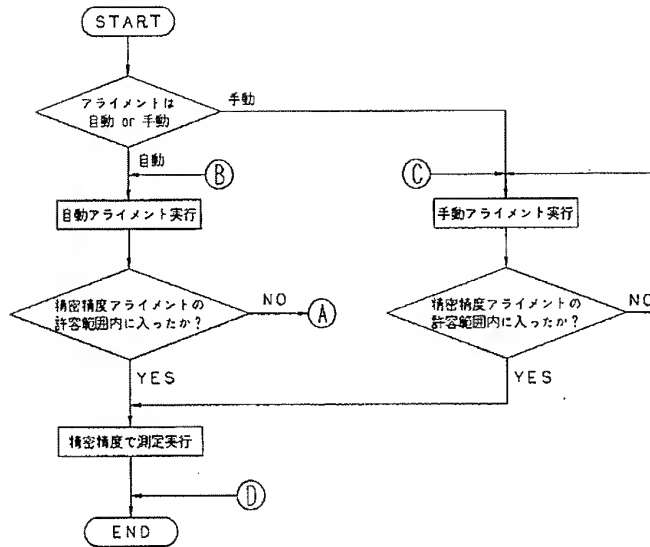 START
アライメントは
自動 or 手動
手動
自動
B
C
自動アライメント実行
手動アライメント実行
精密精度アライメントの
許容範囲内に入ったか?
NO
A
精密精度アライメントの
許容範囲内に入ったか?
NO
YES
YES
精密精度で測定実行
D
END